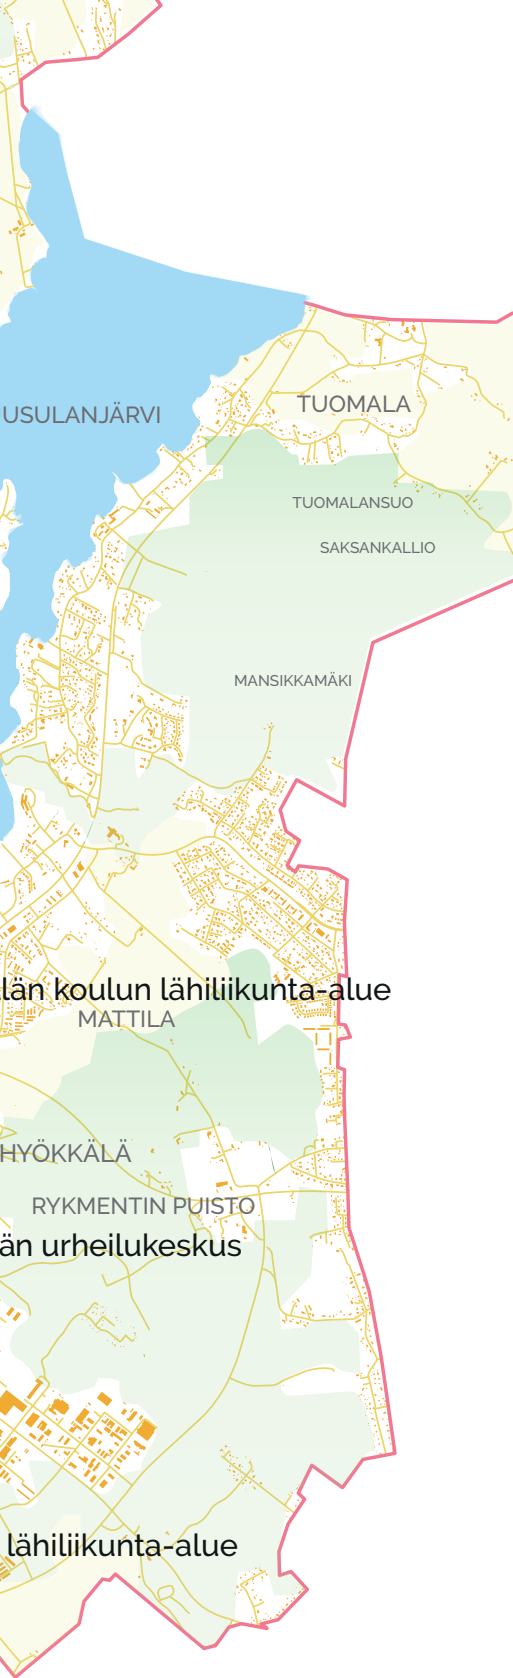 TUOMALA
USULANJÄRVI
TUOMALANSUO
SAKSANKALLIO
MANSIKKAMÄKI
län koulun lähiliikunta-alue
MATTILA
HYÖKKÄLÄ
RYKMENTIN PUISTO
än urheilukeskus
lähiliikunta-alue